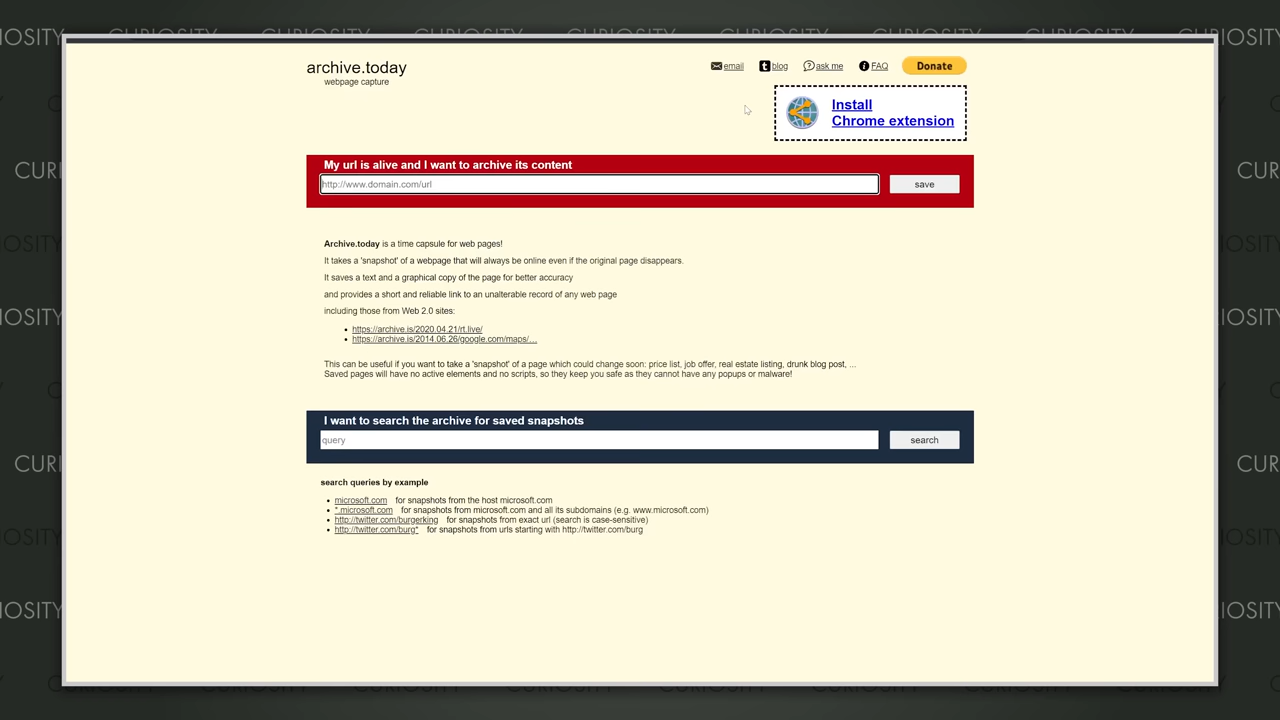 CURIOSITY CURIOSITY CURIOSITY CURIOSITY CURIOSITY CURIOSITY CURIOSITY CURIOSITY
archive.today
webpage capture
email blog ask me FAQ Donate
Install
Chrome extension
My url is alive and I want to archive its content
http://www.domain.com/url save
Archive.today is a time capsule for web pages!
It takes a 'snapshot' of a webpage that will always be online even if the original page disappears.
It saves a text and a graphical copy of the page for better accuracy
and provides a short and reliable link to an unalterable record of any web page
including those from Web 2.0 sites:
• https://archive.is/2020.04.21/rt.live/
• https://archive.is/2014.06.26/google.com/maps/...
This can be useful if you want to take a 'snapshot' of a page which could change soon: price list, job offer, real estate listing, drunk blog post, ...
Saved pages will have no active elements and no scripts, so they keep you safe as they cannot have any popups or malware!
I want to search the archive for saved snapshots
query search
search queries by example
• microsoft.com for snapshots from the host microsoft.com
• *.microsoft.com for snapshots from microsoft.com and all its subdomains (e.g. www.microsoft.com)
• http://twitter.com/burgerking for snapshots from exact url (search is case-sensitive)
• http://twitter.com/burg* for snapshots from urls starting with http://twitter.com/burg